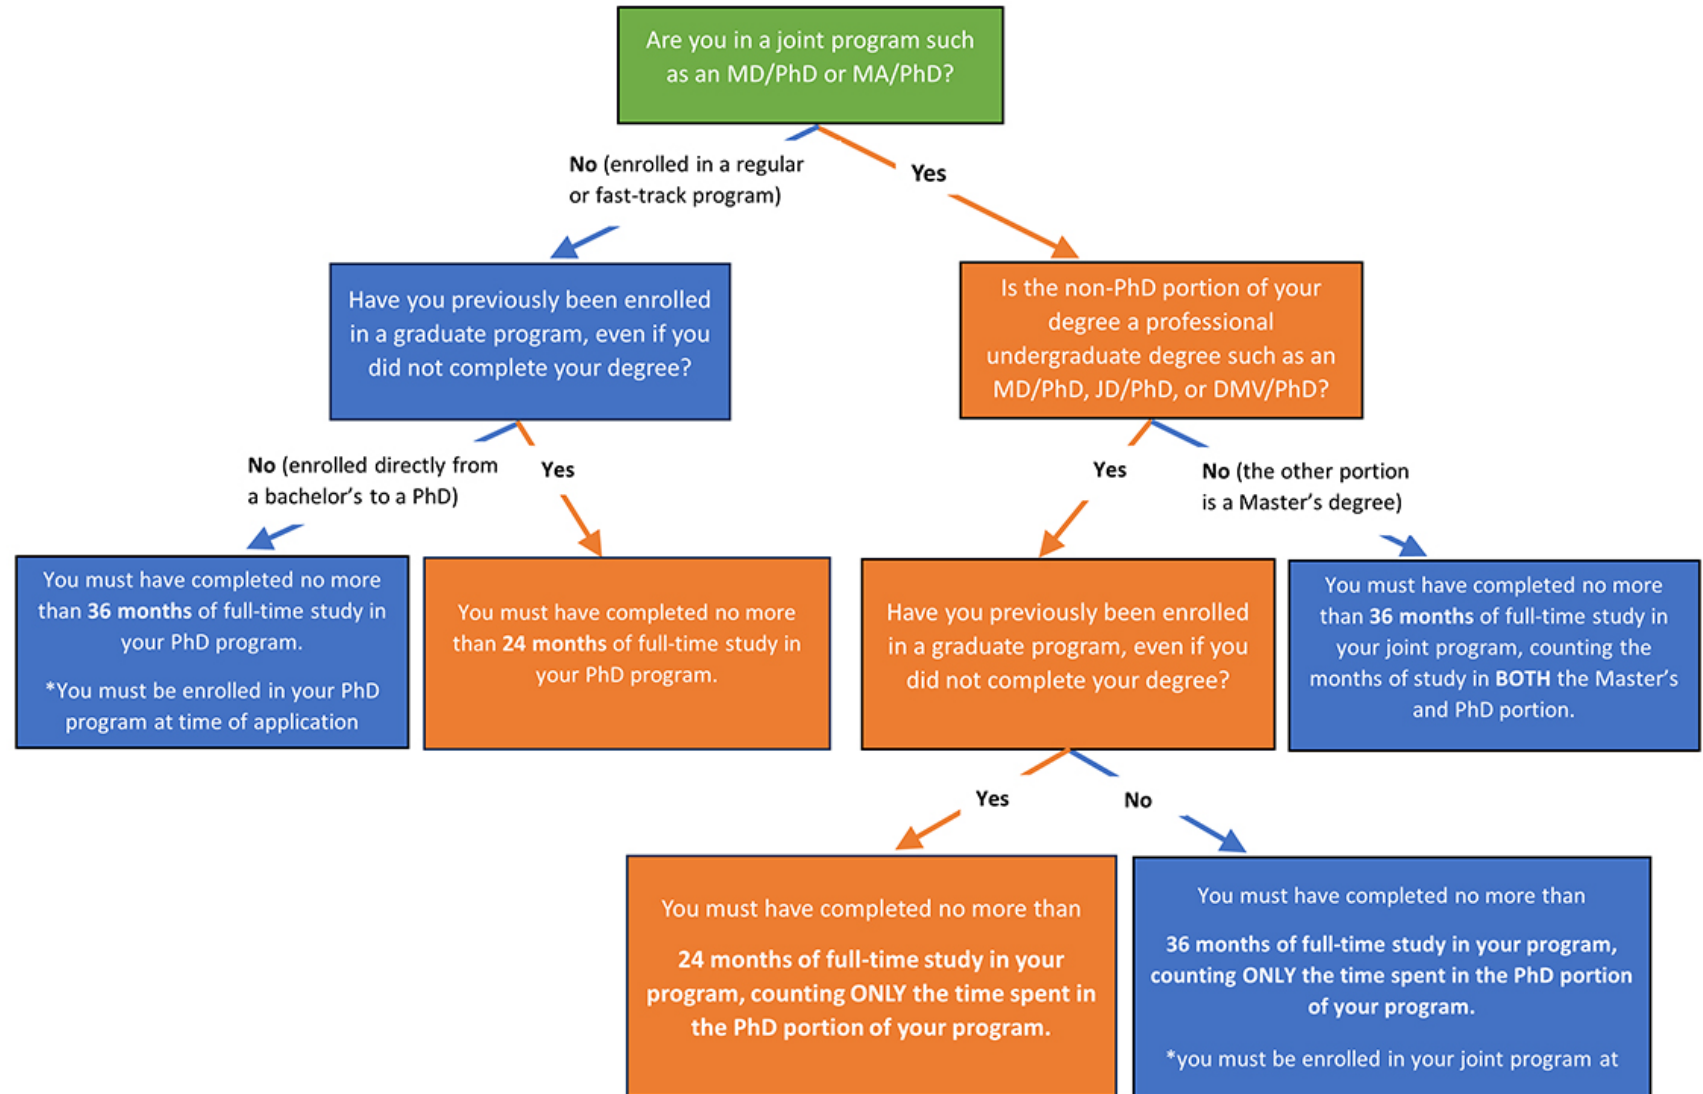 Are you in a joint program such
as an MD/PhD or MA/PhD?
No (enrolled in a regular
or fast-track program)
Yes
Have you previously been enrolled
in a graduate program, even if you
did not complete your degree?
Is the non-PhD portion of your
degree a professional
undergraduate degree such as an
MD/PhD, JD/PhD, or DMV/PhD?
No (enrolled directly from
a bachelor's to a PhD)
Yes
Yes
No (the other portion
is a Master's degree)
You must have completed no more
than 36 months of full-time study in
your PhD program.
*You must be enrolled in your PhD
program at time of application
You must have completed no more
than 24 months of full-time study in
your PhD program.
Have you previously been enrolled
in a graduate program, even if you
did not complete your degree?
You must have completed no more
than 36 months of full-time study in
your joint program, counting the
months of study in BOTH the Master's
and PhD portion.
Yes
No
You must have completed no more than
24 months of full-time study in your
program, counting ONLY the time spent in
the PhD portion of your program.
You must have completed no more than
36 months of full-time study in your program,
counting ONLY the time spent in the PhD portion
of your program.
*you must be enrolled in your joint program at